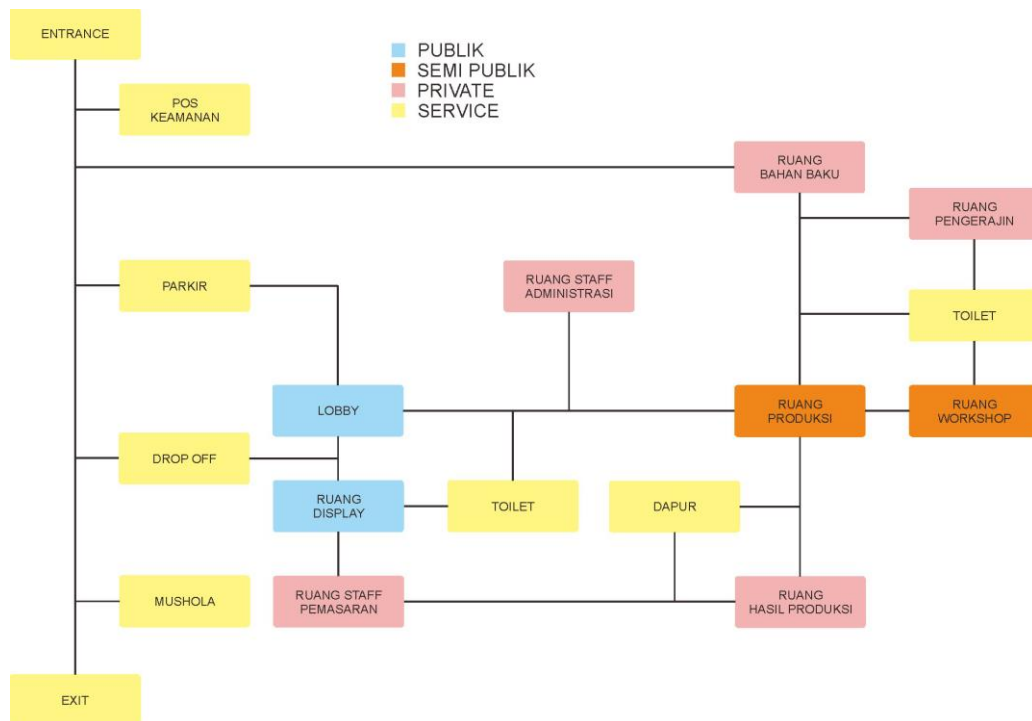 ENTRANCE
PUBLIK
SEMI PUBLIK
PRIVATE
SERVICE
POS
KEAMANAN
RUANG
BAHAN BAKU
RUANG
PENGERAJIN
PARKIR
RUANG STAFF
ADMINISTRASI
TOILET
LOBBY
RUANG
PRODUKSI
RUANG
WORKSHOP
DROP OFF
RUANG
DISPLAY
TOILET
DAPUR
MUSHOLA
RUANG STAFF
PEMASARAN
RUANG
HASIL PRODUKSI
EXIT